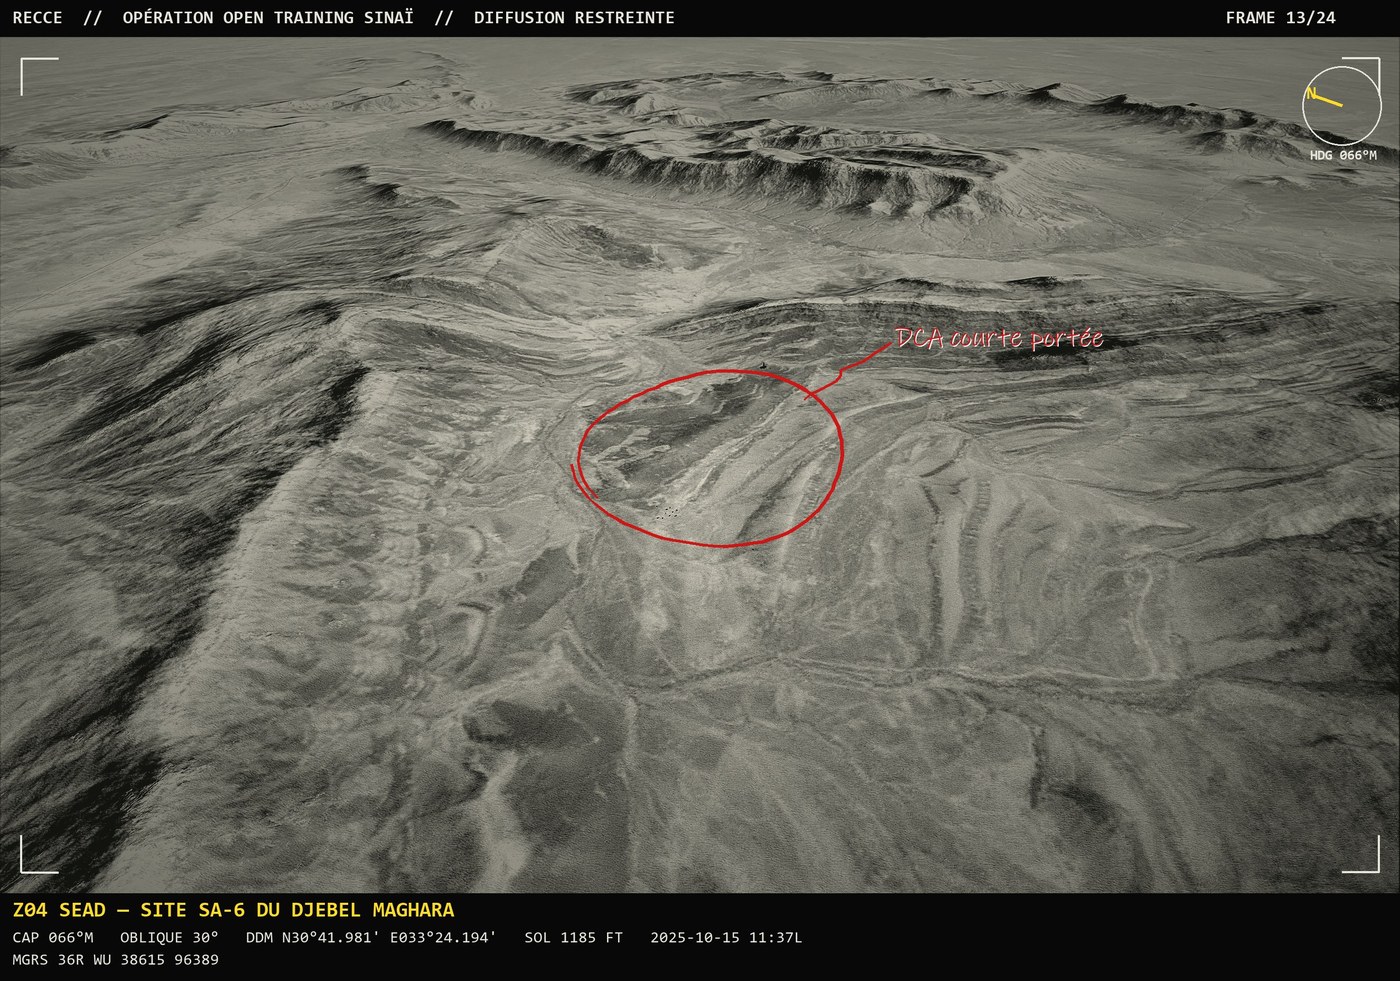 RECCE // OPÉRATION OPEN TRAINING SINAÏ // DIFFUSION RESTREINTE
FRAME 13/24
N
HDG 066°M
DCA courte portée
Z04 SEAD — SITE SA-6 DU DJEBEL MAGHARA
CAP 066°M OBLIQUE 30° DDM N30°41.981' E033°24.194' SOL 1185 FT 2025-10-15 11:37L
MGRS 36R WU 38615 96389